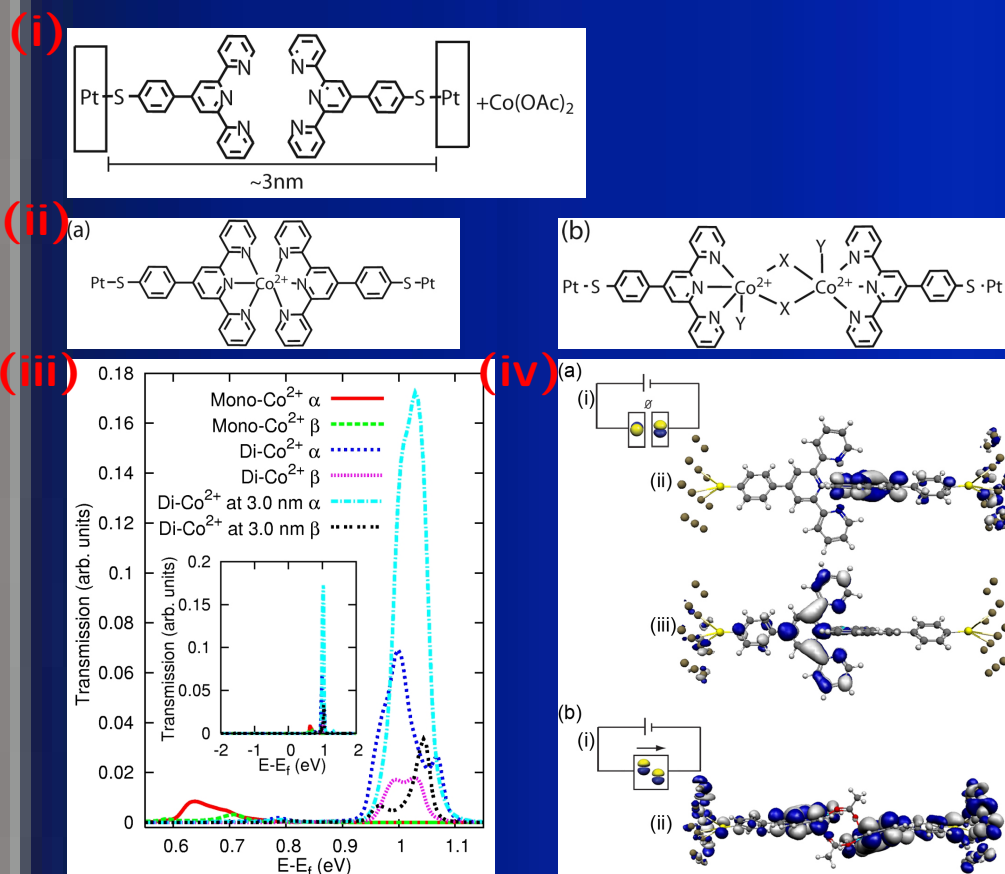 (i)
Pt S N N N N N N S Pt +Co(OAc)2
~3nm
(ii)
(a)
Pt-S N N N Co2+ N N N S-Pt
(b)
Pt-S N N N Co2+ Y X X Y Co2+ N N N S-Pt
(iii)
0.18
0.16
0.14
0.12
0.1
0.08
0.06
0.04
0.02
0
Transmission (arb. units)
Mono-Co2+ α
Mono-Co2+ β
Di-Co2+ α
Di-Co2+ β
Di-Co2+ at 3.0 nm α
Di-Co2+ at 3.0 nm β
0.2
0.15
0.1
0.05
0
Transmission (arb. units)
-2 -1 0 1 2
E-Ef (eV)
0.6 0.7 0.8 0.9 1 1.1
E-Ef (eV)
(iv)
(a)
(i)
ø
(ii)
(iii)
(b)
(i)
(ii)